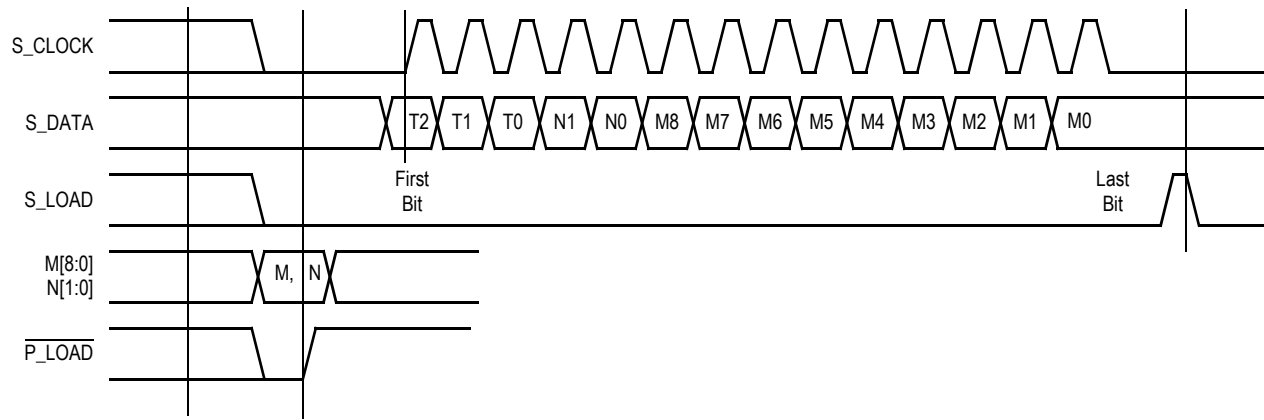 S_CLOCK
S_DATA
T2 T1 T0 N1 N0 M8 M7 M6 M5 M4 M3 M2 M1 M0
First
Bit
Last
Bit
S_LOAD
M[8:0]
N[1:0]
M, N
P_LOAD